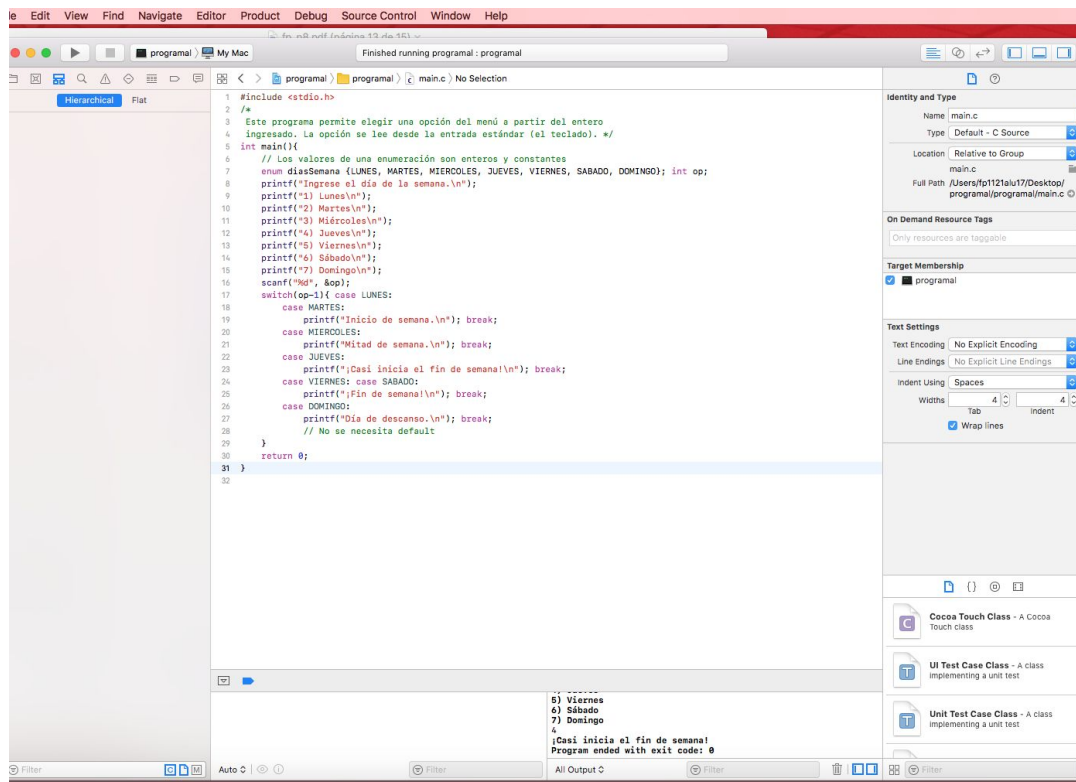 Edit View Find Navigate Editor Product Debug Source Control Window Help
fp_p8.pdf (página 13 de 15)
programal My Mac
Finished running programal : programal
programal programal main.c No Selection
Hierarchical Flat
1 #include <stdio.h>
2 /*
3 Este programa permite elegir una opción del menú a partir del entero
4 ingresado. La opción se lee desde la entrada estándar (el teclado). */
5 int main(){
6 // Los valores de una enumeración son enteros y constantes
7 enum diasSemana {LUNES, MARTES, MIERCOLES, JUEVES, VIERNES, SABADO, DOMINGO}; int op;
8 printf("Ingrese el día de la semana.\n");
9 printf("1) Lunes\n");
10 printf("2) Martes\n");
11 printf("3) Miércoles\n");
12 printf("4) Jueves\n");
13 printf("5) Viernes\n");
14 printf("6) Sábado\n");
15 printf("7) Domingo\n");
16 scanf("%d", &op);
17 switch(op-1){ case LUNES:
18 case MARTES:
19 printf("Inicio de semana.\n"); break;
20 case MIERCOLES:
21 printf("Mitad de semana.\n"); break;
22 case JUEVES:
23 printf("¡Casi inicia el fin de semana!\n"); break;
24 case VIERNES: case SABADO:
25 printf("¡Fin de semana!\n"); break;
26 case DOMINGO:
27 printf("Día de descanso.\n"); break;
28 // No se necesita default
29 }
30 return 0;
31 }
32
5) Viernes
6) Sábado
7) Domingo
4
¡Casi inicia el fin de semana!
Program ended with exit code: 0
Filter
Auto
Filter
All Output
Filter
Identity and Type
Name main.c
Type Default - C Source
Location Relative to Group
main.c
Full Path /Users/fp1121alu17/Desktop/
programal/programal/main.c
On Demand Resource Tags
Only resources are taggable
Target Membership
programal
Text Settings
Text Encoding No Explicit Encoding
Line Endings No Explicit Line Endings
Indent Using Spaces
Widths 4 4
Tab Indent
Wrap lines
Cocoa Touch Class - A Cocoa
Touch class
UI Test Case Class - A class
implementing a unit test
Unit Test Case Class - A class
implementing a unit test
Filter